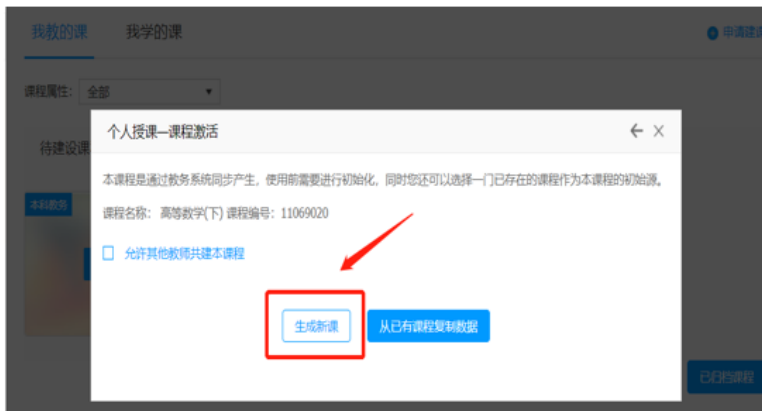 我教的课 我学的课
申请建课
课程属性： 全部
待建设课
个人授课—课程激活
本科教务
本课程是通过教务系统同步产生，使用前需要进行初始化，同时您还可以选择一门已存在的课程作为本课程的初始源。
课程名称： 高等数学(下) 课程编号：11069020
允许其他教师共建本课程
生成新课 从已有课程复制数据
已归档课程